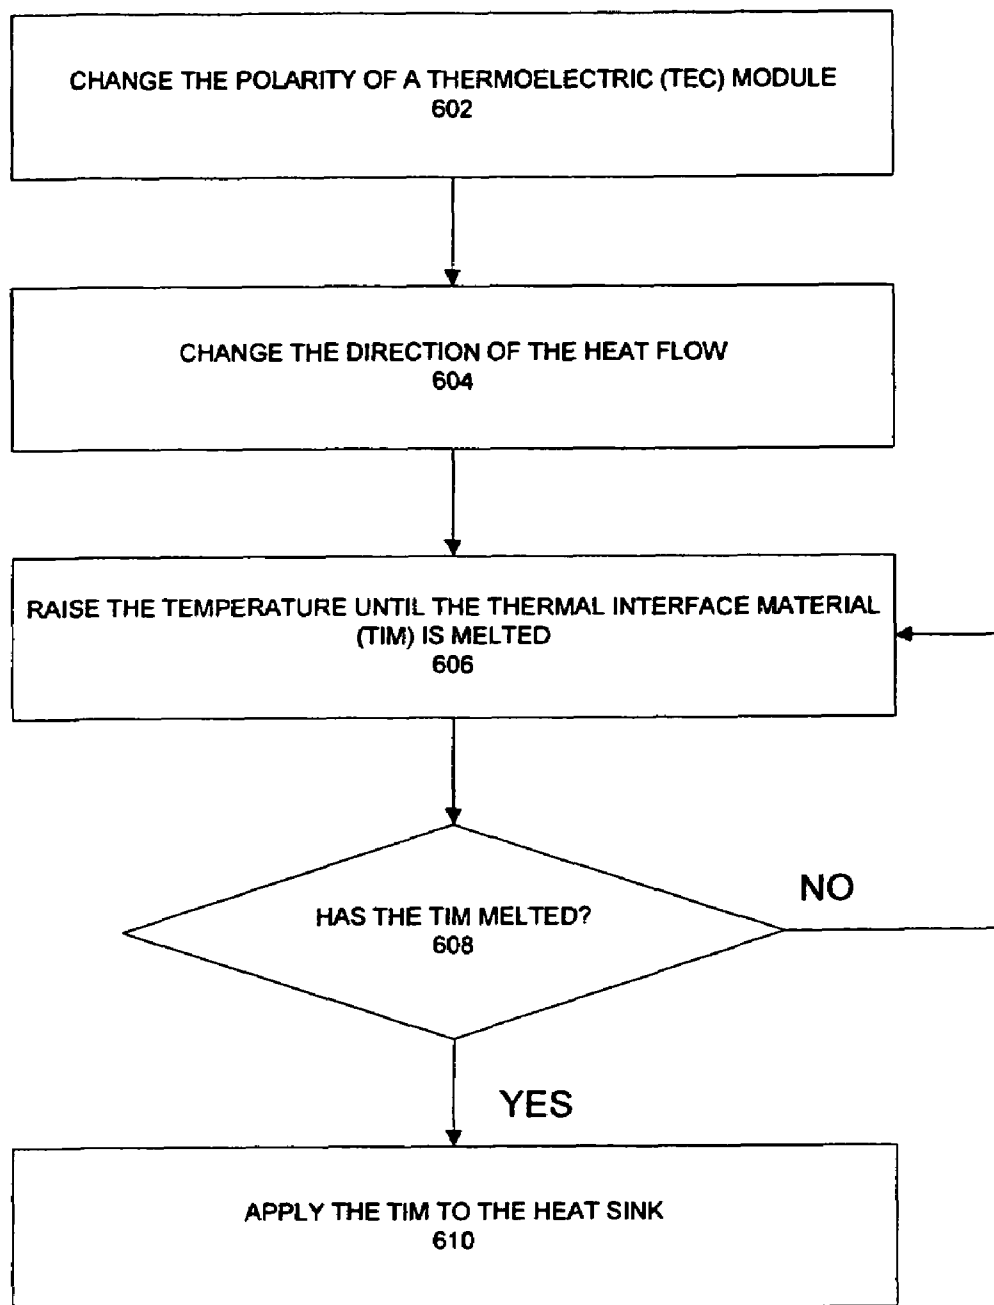 CHANGE THE POLARITY OF A THERMOELECTRIC (TEC) MODULE
602
CHANGE THE DIRECTION OF THE HEAT FLOW
604
RAISE THE TEMPERATURE UNTIL THE THERMAL INTERFACE MATERIAL
(TIM) IS MELTED
606
HAS THE TIM MELTED?
608
NO
YES
APPLY THE TIM TO THE HEAT SINK
610